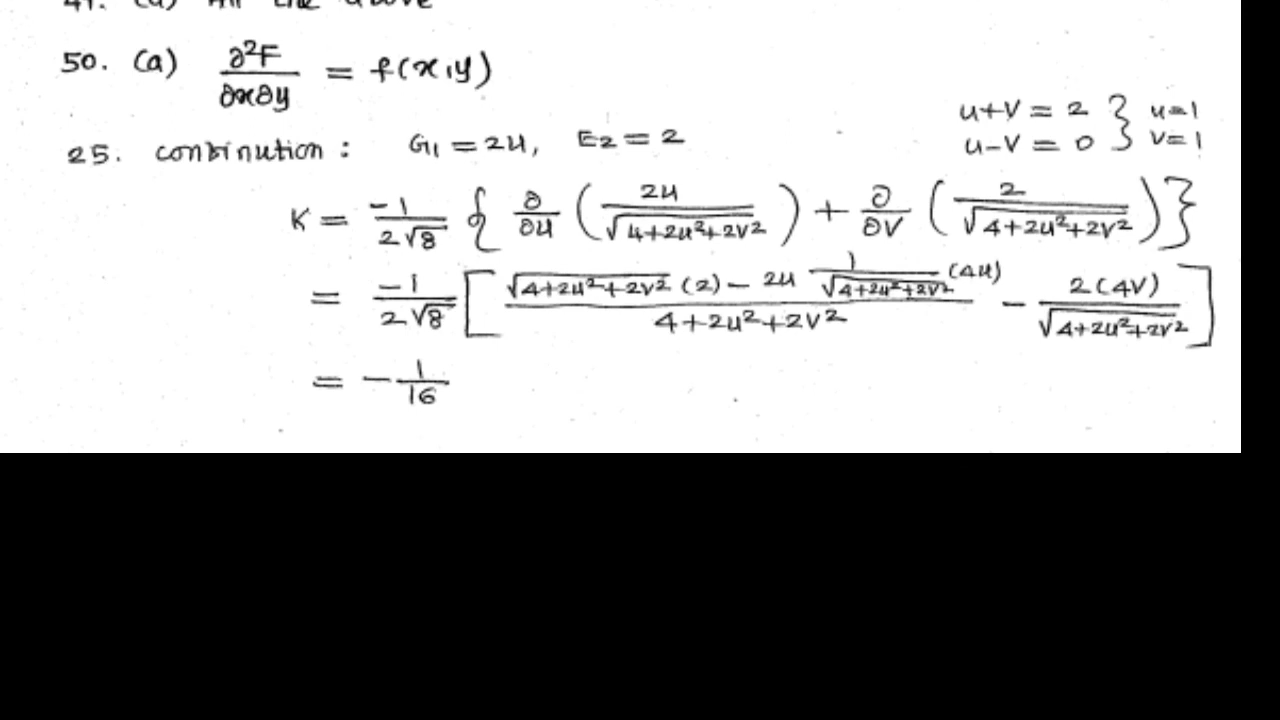 50. (a) ∂²F/∂x∂y = f(x,y)
u+v = 2 } u=1
u-v = 0 } v=1
25. continution : G₁ = 2u, E₂ = 2
K = -1/(2√8) { ∂/∂u ( 2u/√(4+2u²+2v²) ) + ∂/∂v ( 2/√(4+2u²+2v²) ) }
= -1/(2√8) [ (√(4+2u²+2v²) (2) - 2u 1/√(4+2u²+2v²) (4u))/(4+2u²+2v²) - 2(4v)/√(4+2u²+2v²) ]
= - 1/16